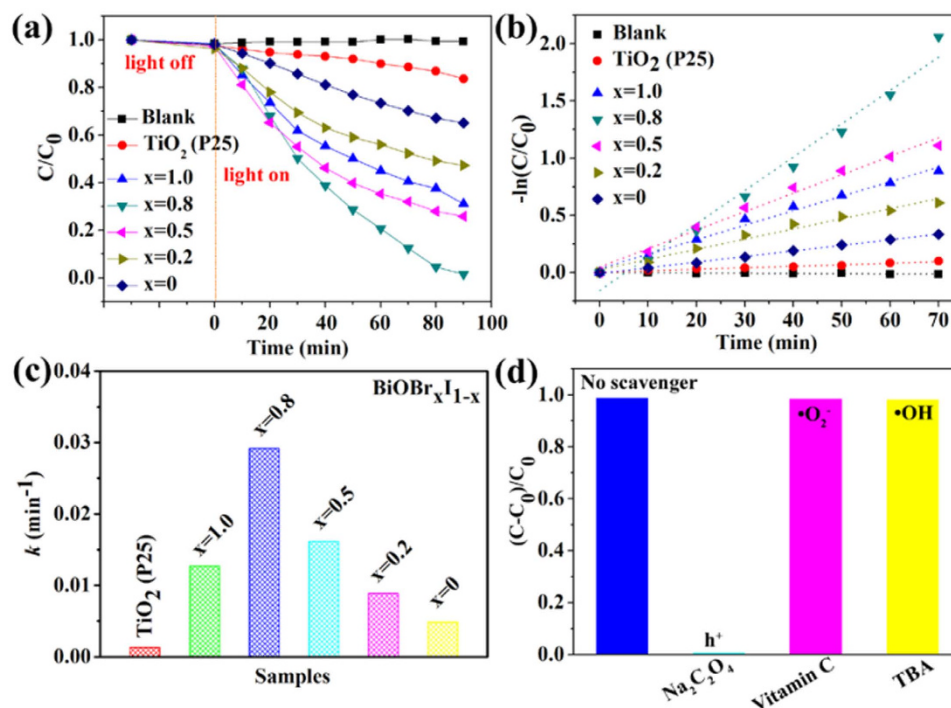 (a)
C/C0
1.0
0.8
0.6
0.4
0.2
0.0
light off
light on
Blank
TiO2 (P25)
x=1.0
x=0.8
x=0.5
x=0.2
x=0
0 20 40 60 80 100
Time (min)
(b)
-ln(C/C0)
2.0
1.5
1.0
0.5
0.0
Blank
TiO2 (P25)
x=1.0
x=0.8
x=0.5
x=0.2
x=0
0 10 20 30 40 50 60 70
Time (min)
(c)
k (min-1)
0.04
0.03
0.02
0.01
0.00
BiOBrxI1-x
TiO2 (P25)
x=1.0
x=0.8
x=0.5
x=0.2
x=0
Samples
(d)
(C-C0)/C0
1.0
0.8
0.6
0.4
0.2
0.0
No scavenger
h+
•O2-
•OH
Na2C2O4
Vitamin C
TBA